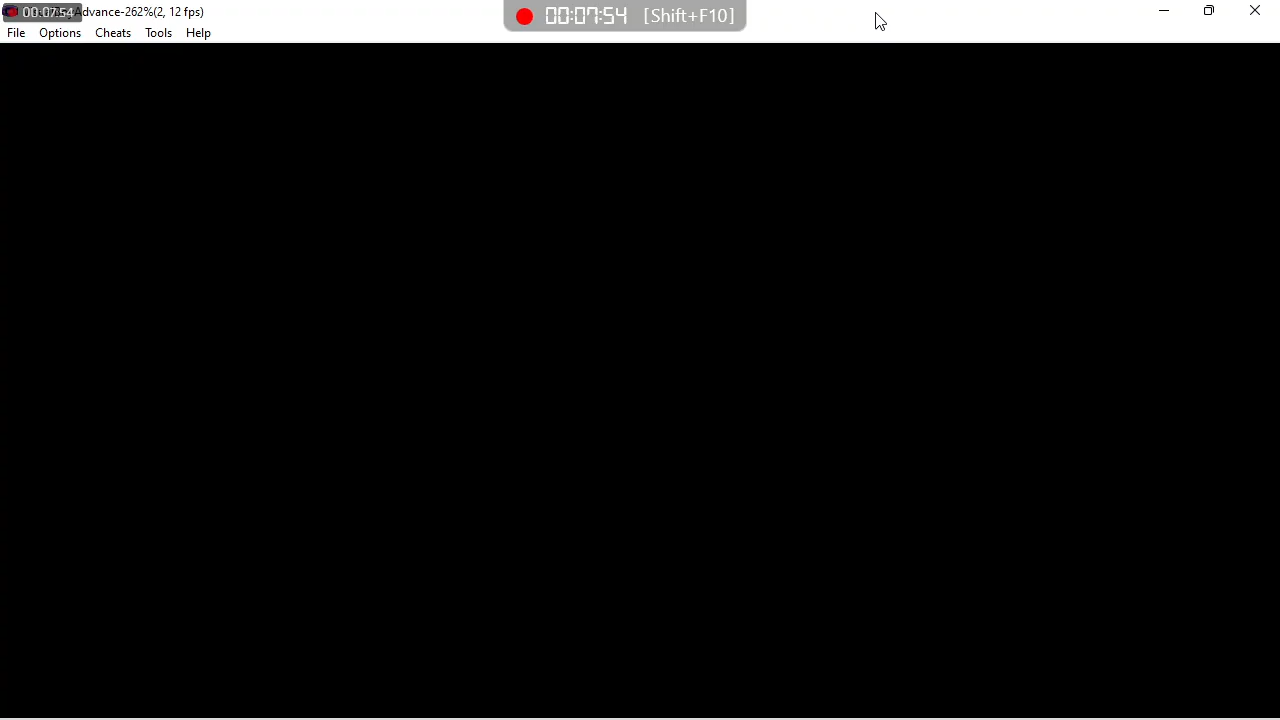 00:07:54 Advance-262%(2, 12 fps)
00:07:54 [Shift+F10]
File Options Cheats Tools Help